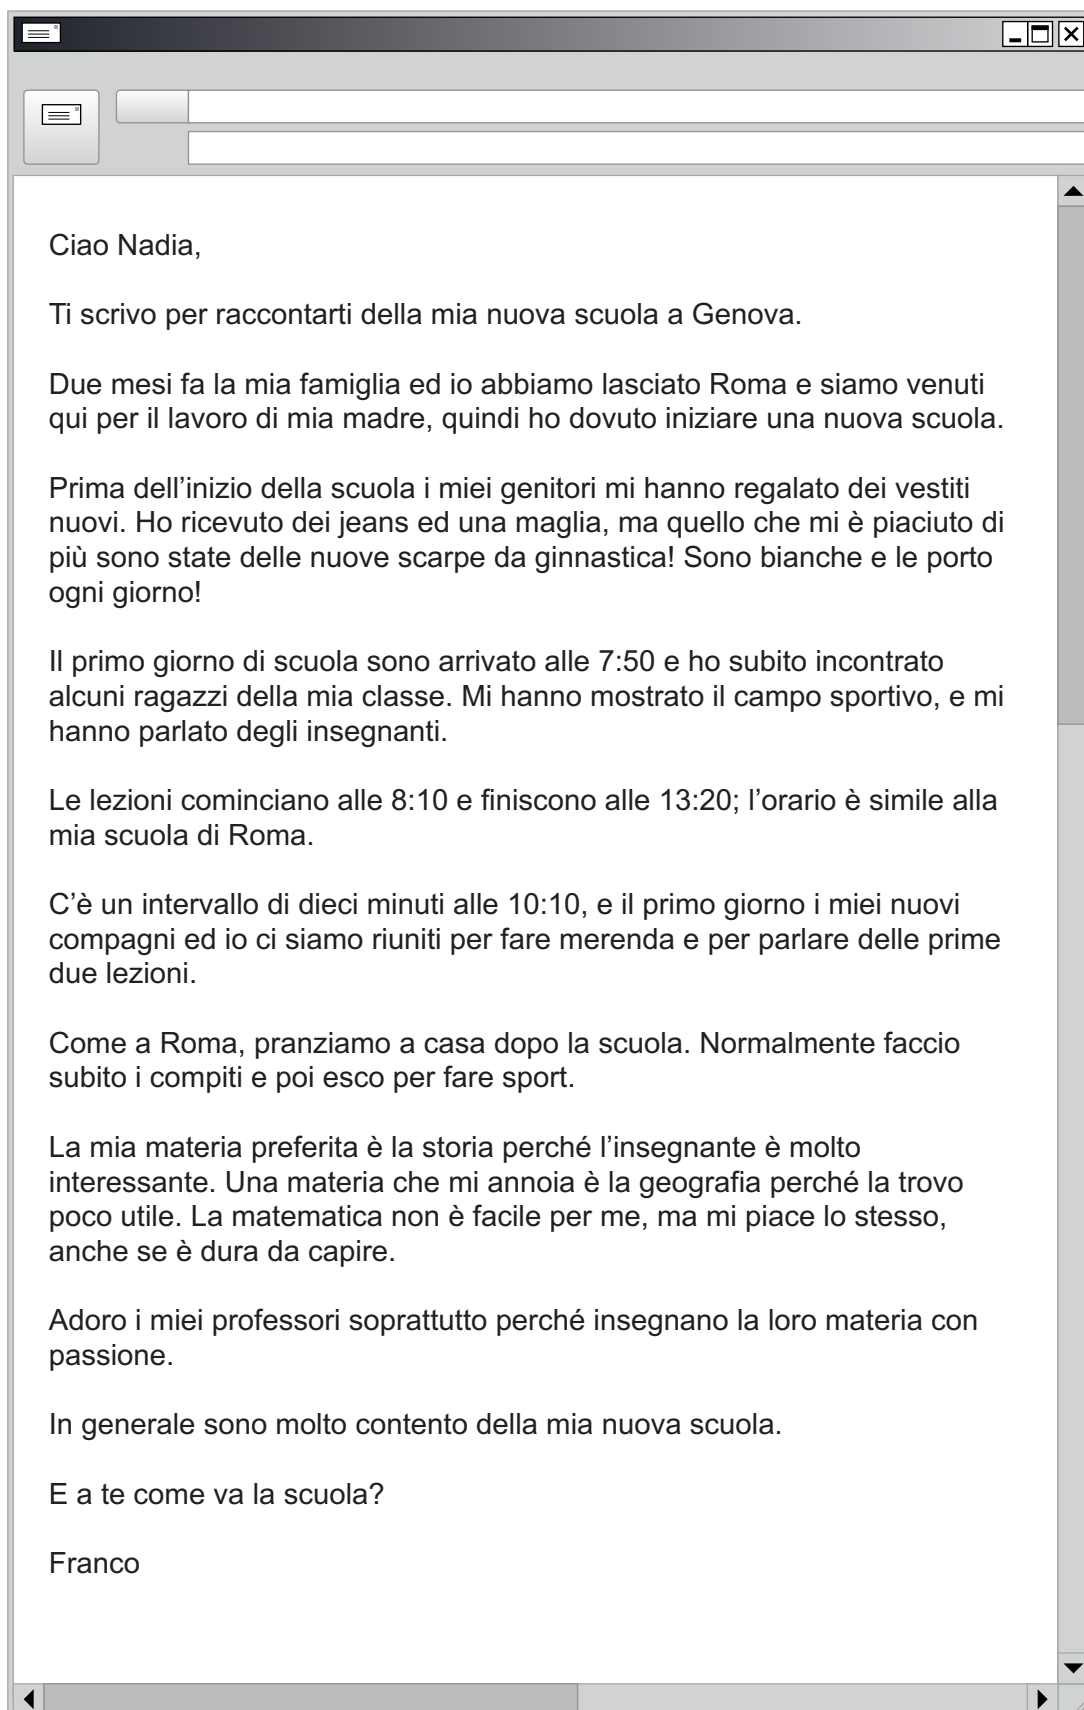 Ciao Nadia,
Ti scrivo per raccontarti della mia nuova scuola a Genova.
Due mesi fa la mia famiglia ed io abbiamo lasciato Roma e siamo venuti
qui per il lavoro di mia madre, quindi ho dovuto iniziare una nuova scuola.
Prima dell’inizio della scuola i miei genitori mi hanno regalato dei vestiti
nuovi. Ho ricevuto dei jeans ed una maglia, ma quello che mi è piaciuto di
più sono state delle nuove scarpe da ginnastica! Sono bianche e le porto
ogni giorno!
Il primo giorno di scuola sono arrivato alle 7:50 e ho subito incontrato
alcuni ragazzi della mia classe. Mi hanno mostrato il campo sportivo, e mi
hanno parlato degli insegnanti.
Le lezioni cominciano alle 8:10 e finiscono alle 13:20; l’orario è simile alla
mia scuola di Roma.
C’è un intervallo di dieci minuti alle 10:10, e il primo giorno i miei nuovi
compagni ed io ci siamo riuniti per fare merenda e per parlare delle prime
due lezioni.
Come a Roma, pranziamo a casa dopo la scuola. Normalmente faccio
subito i compiti e poi esco per fare sport.
La mia materia preferita è la storia perché l’insegnante è molto
interessante. Una materia che mi annoia è la geografia perché la trovo
poco utile. La matematica non è facile per me, ma mi piace lo stesso,
anche se è dura da capire.
Adoro i miei professori soprattutto perché insegnano la loro materia con
passione.
In generale sono molto contento della mia nuova scuola.
E a te come va la scuola?
Franco